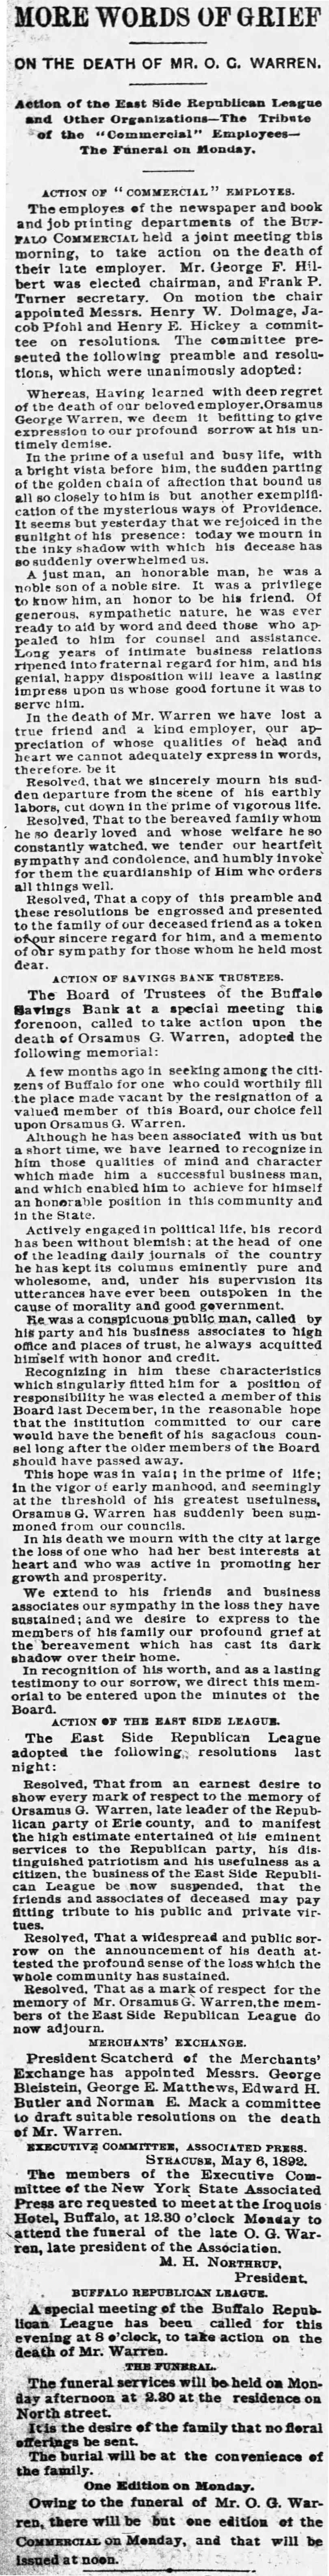 MORE WORDS OF GRIEF
ON THE DEATH OF MR. O. G. WARREN.
Action of the East Side Republican League
and Other Organizations—The Tribute
of the "Commercial" Employees—
The Funeral on Monday.
ACTION OF "COMMERCIAL" EMPLOYES.
The employes of the newspaper and book
and job printing departments of the BUF-
FALO COMMERCIAL held a joint meeting this
morning, to take action on the death of
their late employer. Mr. George F. Hil-
bert was elected chairman, and Frank P.
Turner secretary. On motion the chair
appointed Messrs. Henry W. Dolmage, Ja-
cob Pfohl and Henry E. Hickey a commit-
tee on resolutions. The committee pre-
sented the following preamble and resolu-
tions, which were unanimously adopted:
Whereas, Having learned with deep regret
of the death of our beloved employer, Orsamus
George Warren, we deem it befitting to give
expression to our profound sorrow at his un-
timely demise.
In the prime of a useful and busy life, with
a bright vista before him, the sudden parting
of the golden chain of affection that bound us
all so closely to him is but another exemplifi-
cation of the mysterious ways of Providence.
It seems but yesterday that we rejoiced in the
sunlight of his presence: today we mourn in
the inky shadow with which his decease has
so suddenly overwhelmed us.
A just man, an honorable man, he was a
noble son of a noble sire. It was a privilege
to know him, an honor to be his friend. Of
generous, sympathetic nature, he was ever
ready to aid by word and deed those who ap-
pealed to him for counsel and assistance.
Long years of intimate business relations
ripened into fraternal regard for him, and his
genial, happy disposition will leave a lasting
impress upon us whose good fortune it was to
serve him.
In the death of Mr. Warren we have lost a
true friend and a kind employer, our ap-
preciation of whose qualities of head and
heart we cannot adequately express in words,
therefore. be it
Resolved, that we sincerely mourn his sud-
den departure from the scene of his earthly
labors, cut down in the prime of vigorous life.
Resolved, That to the bereaved family whom
he so dearly loved and whose welfare he so
constantly watched, we tender our heartfelt
sympathy and condolence, and humbly invoke
for them the guardianship of Him who orders
all things well.
Resolved, That a copy of this preamble and
these resolutions be engrossed and presented
to the family of our deceased friend as a token
of our sincere regard for him, and a memento
of our sympathy for those whom he held most
dear.
ACTION OF SAVINGS BANK TRUSTEES.
The Board of Trustees of the Buffalo
Savings Bank at a special meeting this
forenoon, called to take action upon the
death of Orsamus G. Warren, adopted the
following memorial:
A few months ago in seeking among the citi-
zens of Buffalo for one who could worthily fill
the place made vacant by the resignation of a
valued member of this Board, our choice fell
upon Orsamus G. Warren.
Although he has been associated with us but
a short time, we have learned to recognize in
him those qualities of mind and character
which made him a successful business man,
and which enabled him to achieve for himself
an honorable position in this community and
in the State.
Actively engaged in political life, his record
has been without blemish; at the head of one
of the leading daily journals of the country
he has kept its columns eminently pure and
wholesome, and, under his supervision its
utterances have ever been outspoken in the
cause of morality and good government.
He was a conspicuous public man, called by
his party and his business associates to high
office and places of trust, he always acquitted
himself with honor and credit.
Recognizing in him these characteristics
which singularly fitted him for a position of
responsibility he was elected a member of this
Board last December, in the reasonable hope
that the institution committed to our care
would have the benefit of his sagacious coun-
sel long after the older members of the Board
should have passed away.
This hope was in vain; in the prime of life;
in the vigor of early manhood, and seemingly
at the threshold of his greatest usefulness,
Orsamus G. Warren has suddenly been sum-
moned from our councils.
In his death we mourn with the city at large
the loss of one who had her best interests at
heart and who was active in promoting her
growth and prosperity.
We extend to his friends and business
associates our sympathy in the loss they have
sustained; and we desire to express to the
members of his family our profound grief at
the bereavement which has cast its dark
shadow over their home.
In recognition of his worth, and as a lasting
testimony to our sorrow, we direct this mem-
orial to be entered upon the minutes of the
Board.
ACTION OF THE EAST SIDE LEAGUE.
The East Side Republican League
adopted the following resolutions last
night:
Resolved, That from an earnest desire to
show every mark of respect to the memory of
Orsamus G. Warren, late leader of the Repub-
lican party of Erie county, and to manifest
the high estimate entertained of his eminent
services to the Republican party, his dis-
tinguished patriotism and his usefulness as a
citizen, the business of the East Side Republi-
can League be now suspended, that the
friends and associates of deceased may pay
fitting tribute to his public and private vir-
tues.
Resolved, That a widespread and public sor-
row on the announcement of his death at-
tested the profound sense of the loss which the
whole community has sustained.
Resolved, That as a mark of respect for the
memory of Mr. Orsamus G. Warren, the mem-
bers of the East Side Republican League do
now adjourn.
MERCHANTS' EXCHANGE.
President Scatcherd of the Merchants'
Exchange has appointed Messrs. George
Bleistein, George E. Matthews, Edward H.
Butler and Norman E. Mack a committee
to draft suitable resolutions on the death
of Mr. Warren.
EXECUTIVE COMMITTEE, ASSOCIATED PRESS.
SYRACUSE, May 6, 1892.
The members of the Executive Com-
mittee of the New York State Associated
Press are requested to meet at the Iroquois
Hotel, Buffalo, at 12.30 o'clock Monday to
attend the funeral of the late O. G. War-
ren, late president of the Association.
M. H. NORTHRUP,
President.
BUFFALO REPUBLICAN LEAGUE.
A special meeting of the Buffalo Repub-
lican League has been called for this
evening at 8 o'clock, to take action on the
death of Mr. Warren.
THE FUNERAL.
The funeral services will be held on Mon-
day afternoon at 2.30 at the residence on
North street.
It is the desire of the family that no floral
offerings be sent.
The burial will be at the convenience of
the family.
One Edition on Monday.
Owing to the funeral of Mr. O. G. War-
ren, there will be but one edition of the
COMMERCIAL on Monday, and that will be
issued at noon.